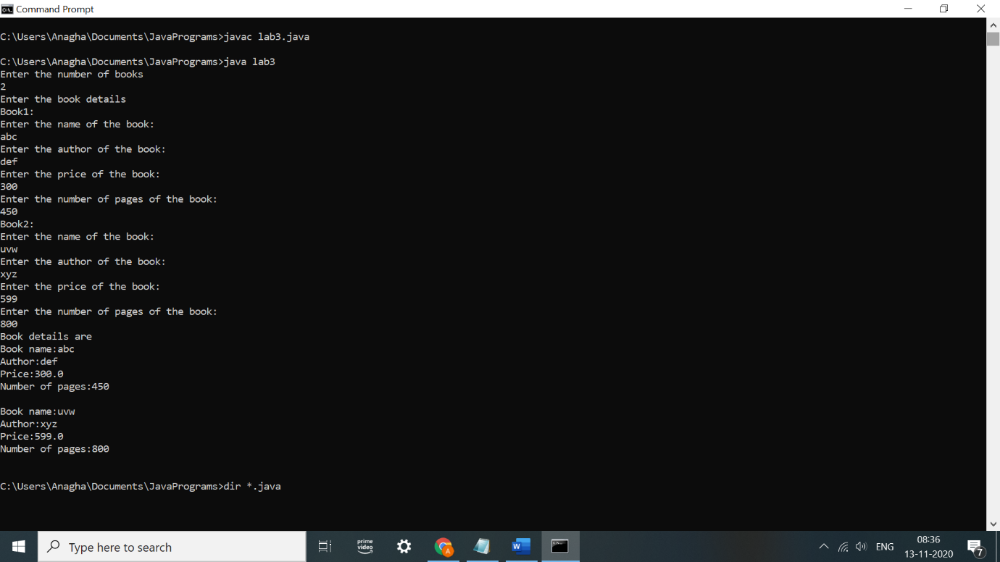 Command Prompt
C:\Users\Anagha\Documents\JavaPrograms>javac lab3.java
C:\Users\Anagha\Documents\JavaPrograms>java lab3
Enter the number of books
2
Enter the book details
Book1:
Enter the name of the book:
abc
Enter the author of the book:
def
Enter the price of the book:
300
Enter the number of pages of the book:
450
Book2:
Enter the name of the book:
uvw
Enter the author of the book:
xyz
Enter the price of the book:
599
Enter the number of pages of the book:
800
Book details are
Book name:abc
Author:def
Price:300.0
Number of pages:450
Book name:uvw
Author:xyz
Price:599.0
Number of pages:800
C:\Users\Anagha\Documents\JavaPrograms>dir *.java
Type here to search
prime
video
A
W
ENG
08:36
13-11-2020
7